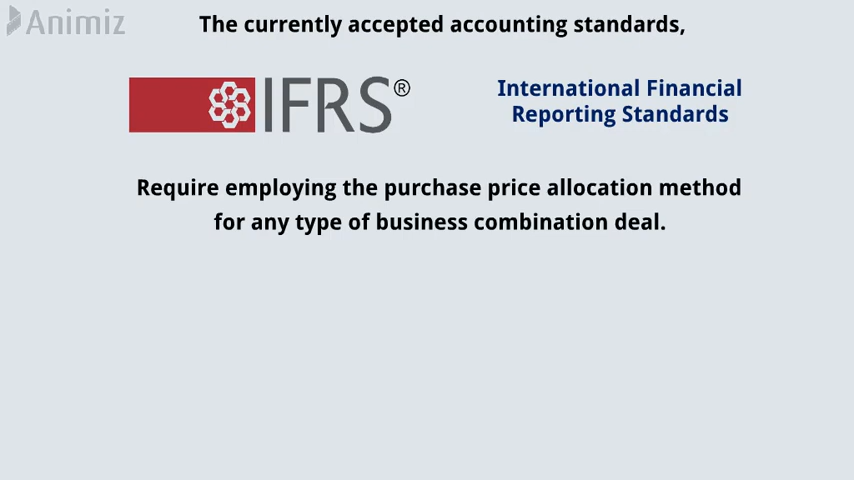 Animiz
The currently accepted accounting standards,
IFRS®
International Financial
Reporting Standards
Require employing the purchase price allocation method
for any type of business combination deal.